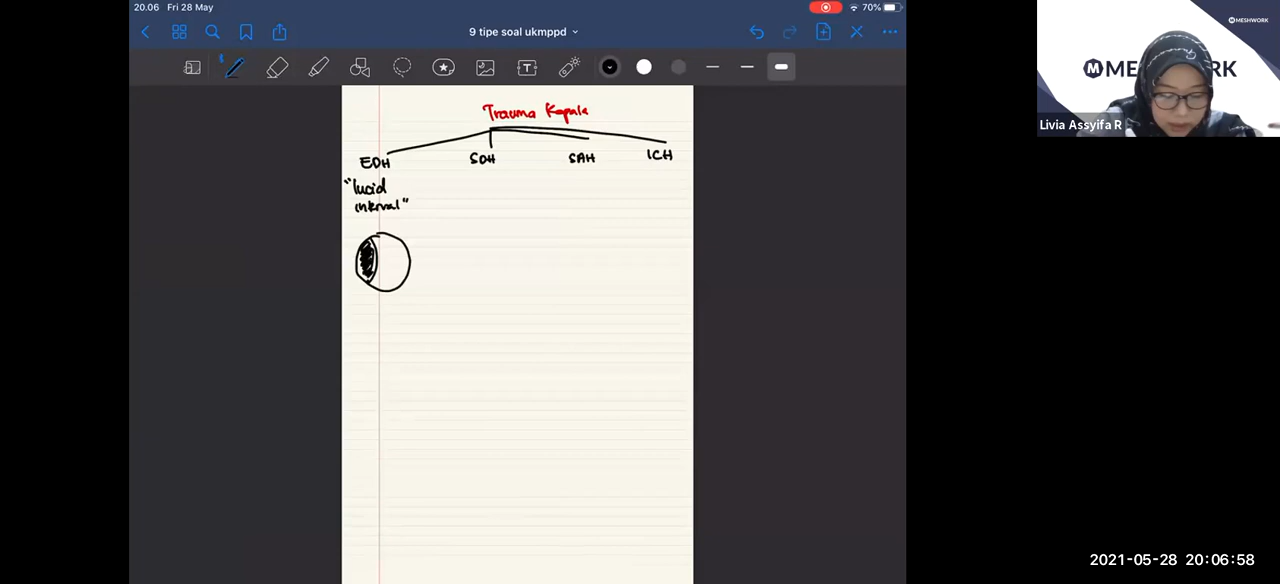 20.06 Fri 28 May
70%
9 tipe soal ukmppd
Trauma Kepala
EDH SDH SAH ICH
"lucid
interval"
MESHWORK
MESHWORK
Livia Assyifa R
2021-05-28 20:06:58